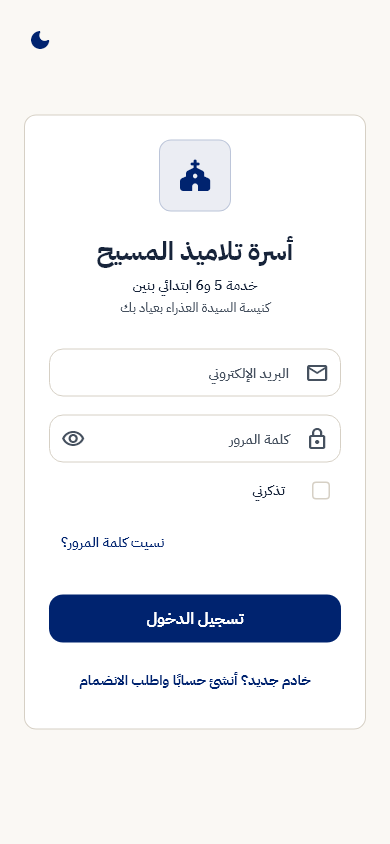 أسرة تلاميذ المسيح
خدمة 5 و6 ابتدائي بنين
كنيسة السيدة العذراء بعياد بك
البريد الإلكتروني
كلمة المرور
تذكرني
نسيت كلمة المرور؟
تسجيل الدخول
خادم جديد؟ أنشئ حسابًا واطلب الانضمام